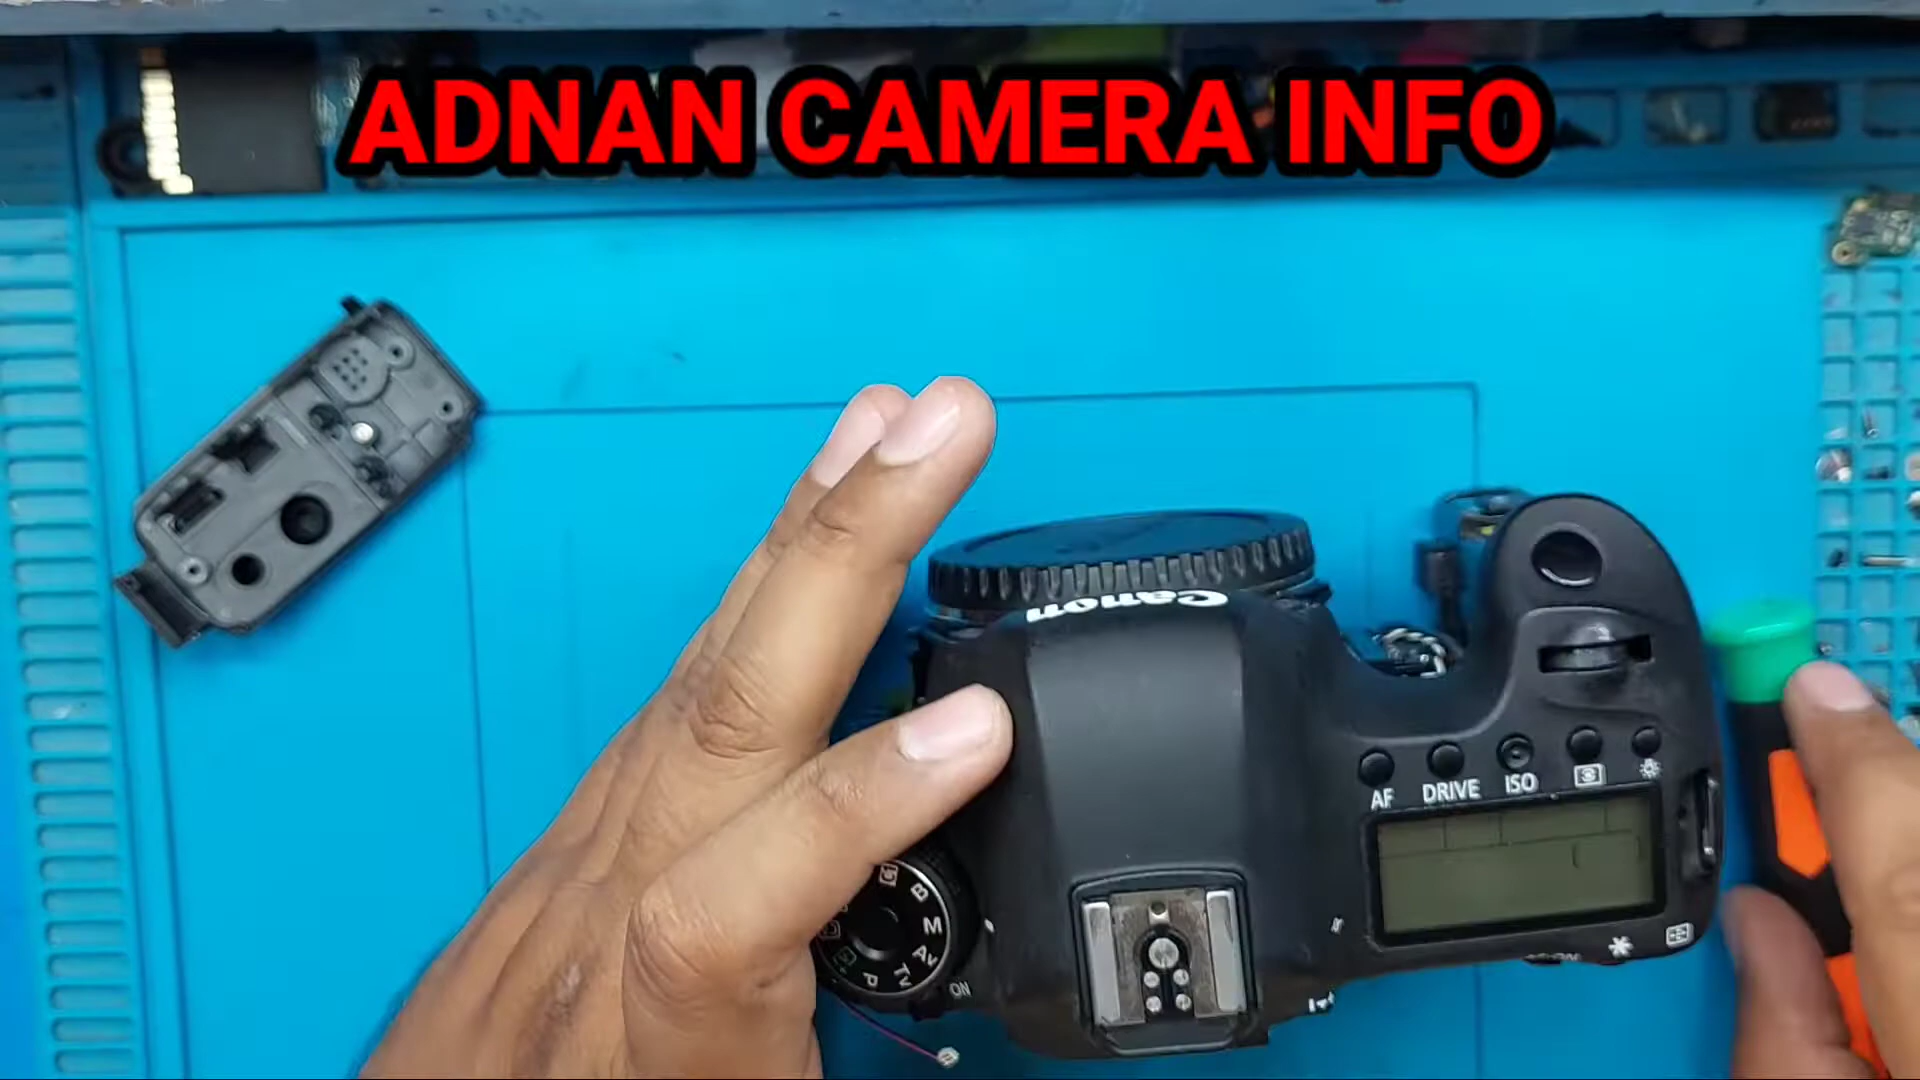 ADNAN CAMERA INFO
Canon
AF DRIVE ISO
B
M
Av
Tv
P
ON